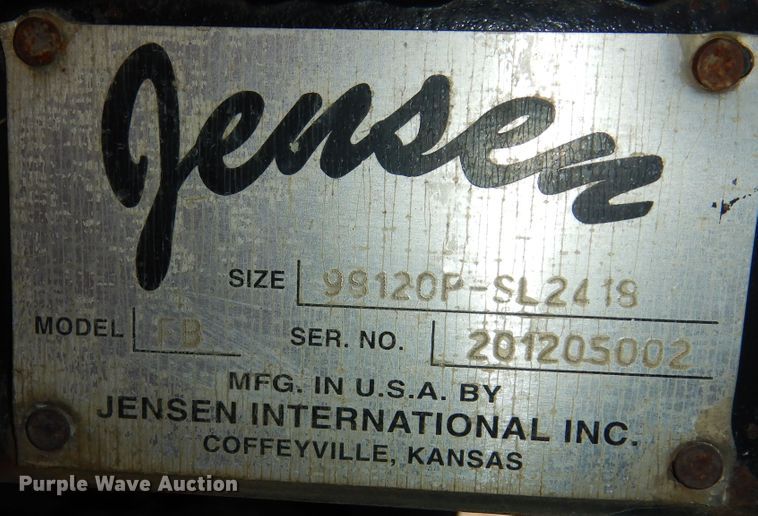 Jensen
SIZE 99120P-SL2418
MODEL FB SER. NO. 201205002
MFG. IN U.S.A. BY
JENSEN INTERNATIONAL INC.
COFFEYVILLE, KANSAS
Purple Wave Auction